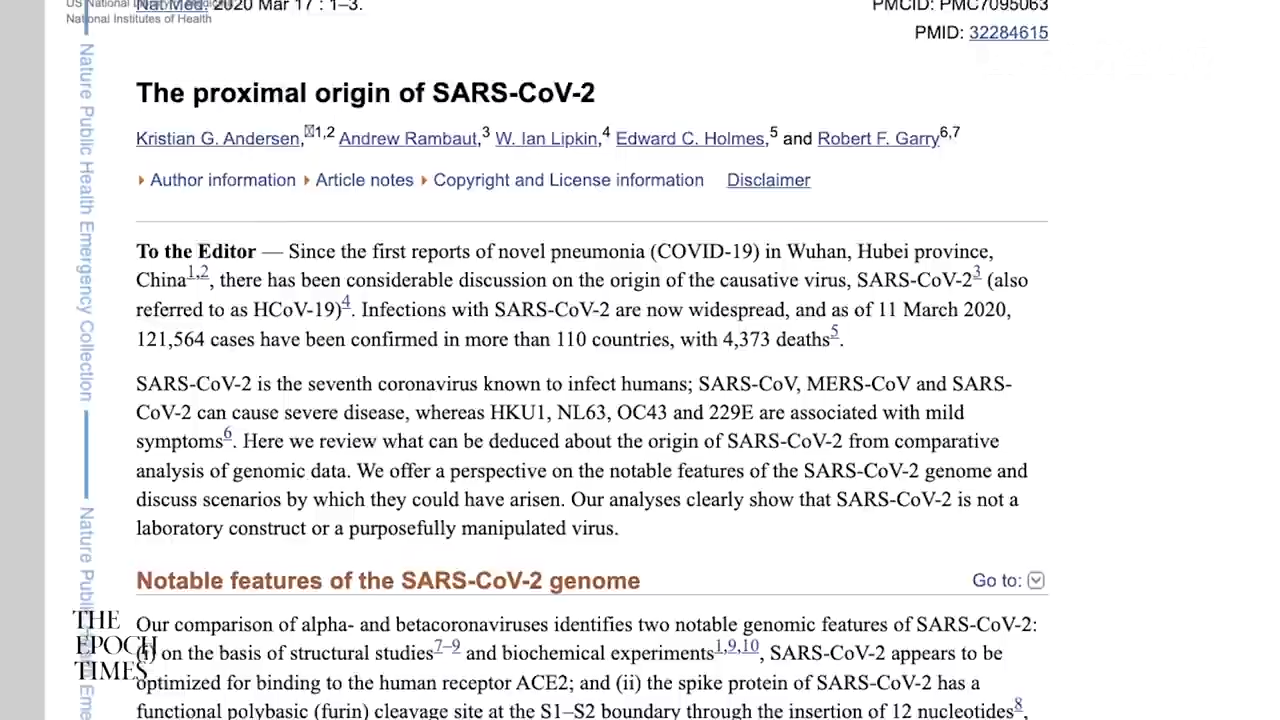 US National Library of Medicine
National Institutes of Health
Nat Med. 2020 Mar 17 : 1–3.
PMCID: PMC7095063
PMID: 32284615
Nature Public Health Emergency Collection
The proximal origin of SARS-CoV-2
Kristian G. Andersen,1,2 Andrew Rambaut,3 W. Ian Lipkin,4 Edward C. Holmes,5 and Robert F. Garry6,7
Author information Article notes Copyright and License information Disclaimer
To the Editor — Since the first reports of novel pneumonia (COVID-19) in Wuhan, Hubei province,
China1,2, there has been considerable discussion on the origin of the causative virus, SARS-CoV-23 (also
referred to as HCoV-19)4. Infections with SARS-CoV-2 are now widespread, and as of 11 March 2020,
121,564 cases have been confirmed in more than 110 countries, with 4,373 deaths5.
SARS-CoV-2 is the seventh coronavirus known to infect humans; SARS-CoV, MERS-CoV and SARS-
CoV-2 can cause severe disease, whereas HKU1, NL63, OC43 and 229E are associated with mild
symptoms6. Here we review what can be deduced about the origin of SARS-CoV-2 from comparative
analysis of genomic data. We offer a perspective on the notable features of the SARS-CoV-2 genome and
discuss scenarios by which they could have arisen. Our analyses clearly show that SARS-CoV-2 is not a
laboratory construct or a purposefully manipulated virus.
Notable features of the SARS-CoV-2 genome
Go to:
Our comparison of alpha- and betacoronaviruses identifies two notable genomic features of SARS-CoV-2:
(i) on the basis of structural studies7–9 and biochemical experiments1,9,10, SARS-CoV-2 appears to be
optimized for binding to the human receptor ACE2; and (ii) the spike protein of SARS-CoV-2 has a
functional polybasic (furin) cleavage site at the S1–S2 boundary through the insertion of 12 nucleotides8,
THE
EPOCH
TIMES